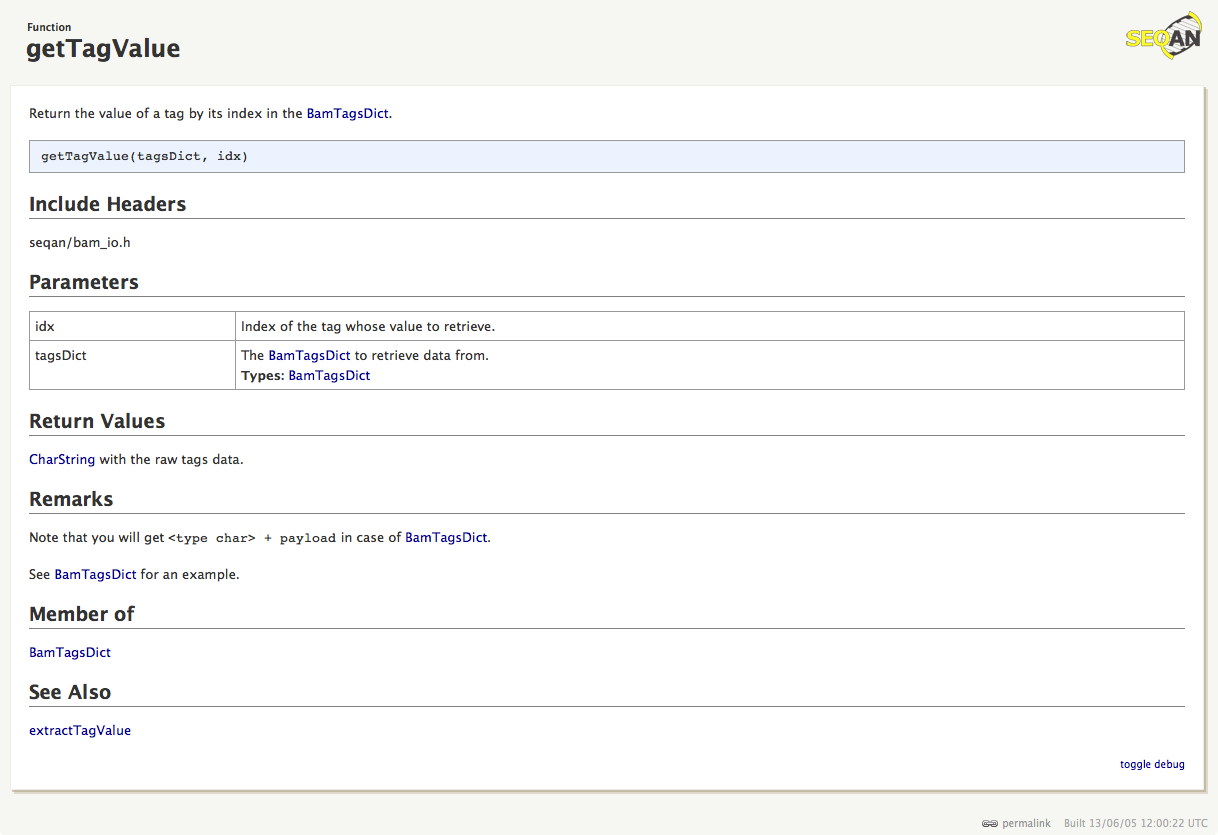 Function
getTagValue
SEQAN
Return the value of a tag by its index in the BamTagsDict.
getTagValue(tagsDict, idx)
Include Headers
seqan/bam_io.h
Parameters
idx Index of the tag whose value to retrieve.
tagsDict The BamTagsDict to retrieve data from.
Types: BamTagsDict
Return Values
CharString with the raw tags data.
Remarks
Note that you will get <type char> + payload in case of BamTagsDict.
See BamTagsDict for an example.
Member of
BamTagsDict
See Also
extractTagValue
toggle debug
permalink Built 13/06/05 12:00:22 UTC